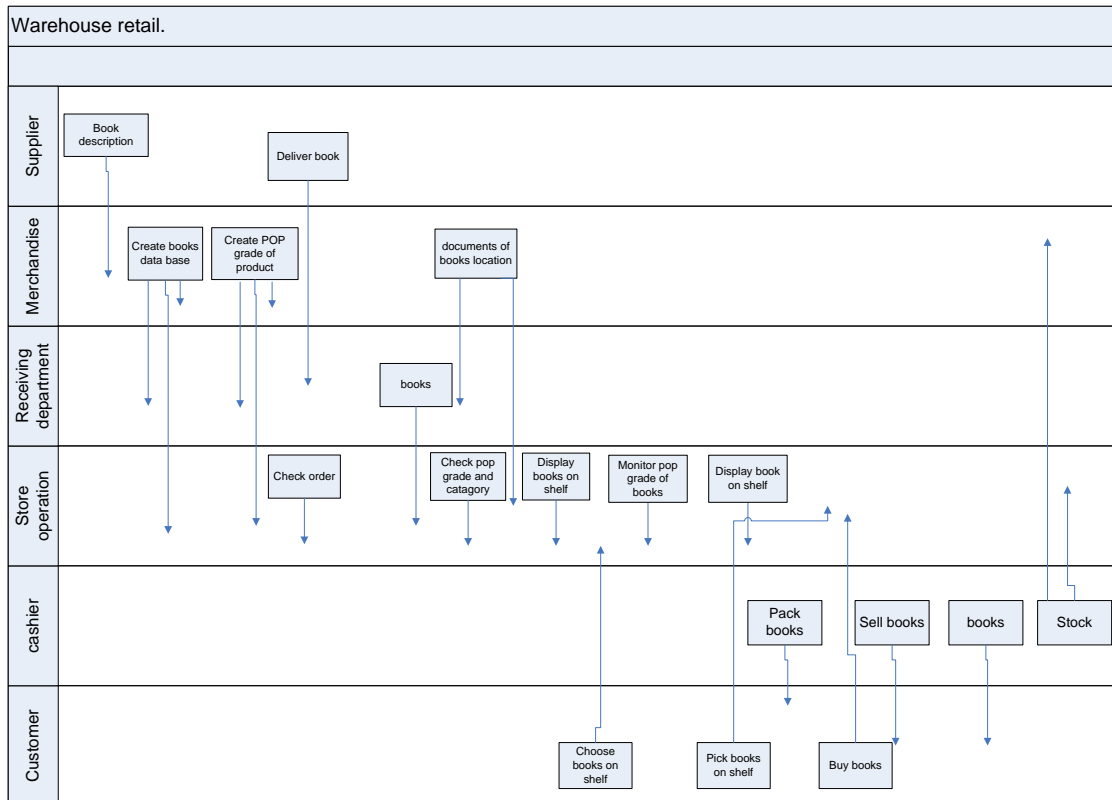 Warehouse retail.
Supplier
Book
description
Deliver book
Merchandise
Create books
data base
Create POP
grade of
product
documents of
books location
Receiving
department
books
Store
operation
Check order
Check pop
grade and
catagory
Display
books on
shelf
Monitor pop
grade of
books
Display book
on shelf
cashier
Pack
books
Sell books
books
Stock
Customer
Choose
books on
shelf
Pick books
on shelf
Buy books